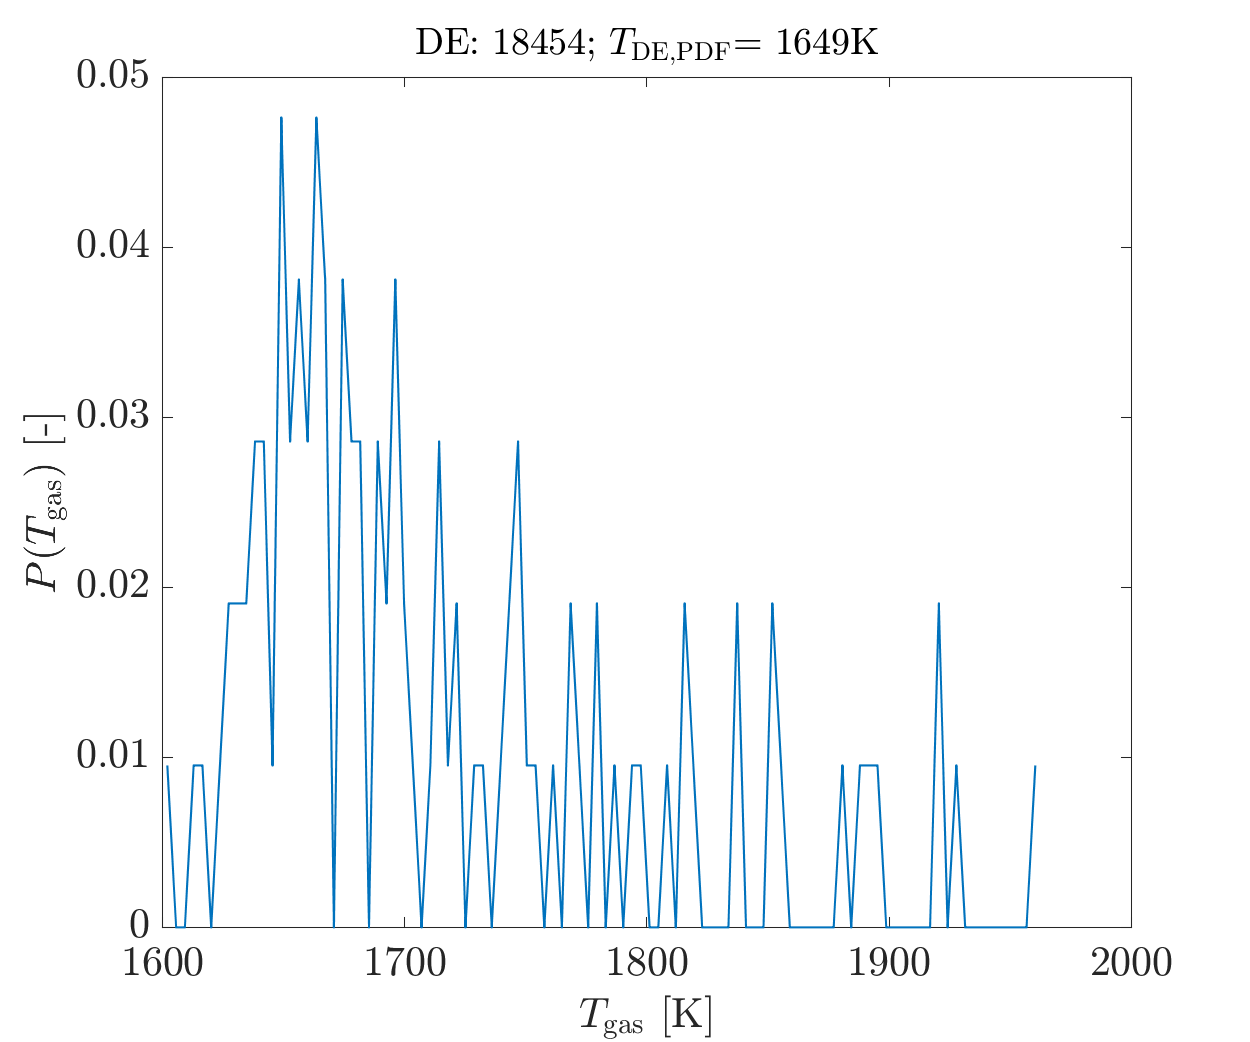 DE: 18454; T_DE,PDF= 1649K
0.05
0.04
0.03
0.02
0.01
0
P(T_gas) [-]
1600 1700 1800 1900 2000
T_gas [K]